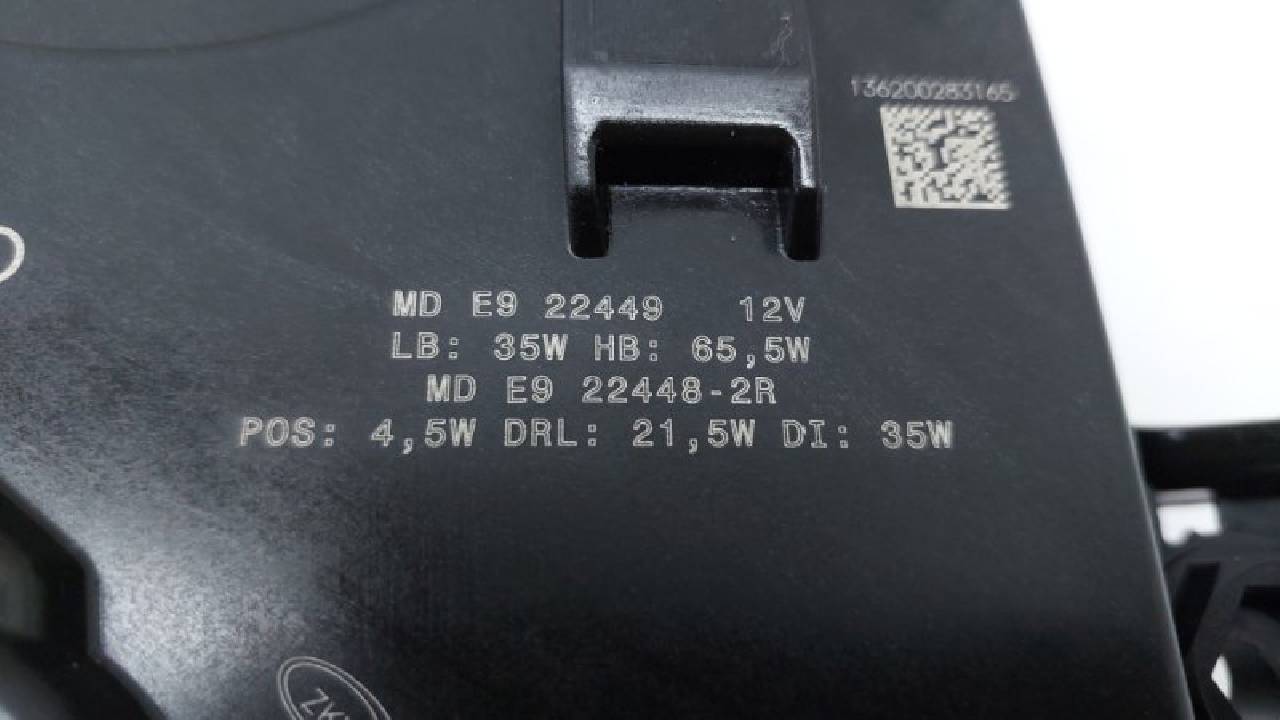 136200283165
MD E9 22449 12V
LB: 35W HB: 65,5W
MD E9 22448-2R
POS: 4,5W DRL: 21,5W DI: 35W